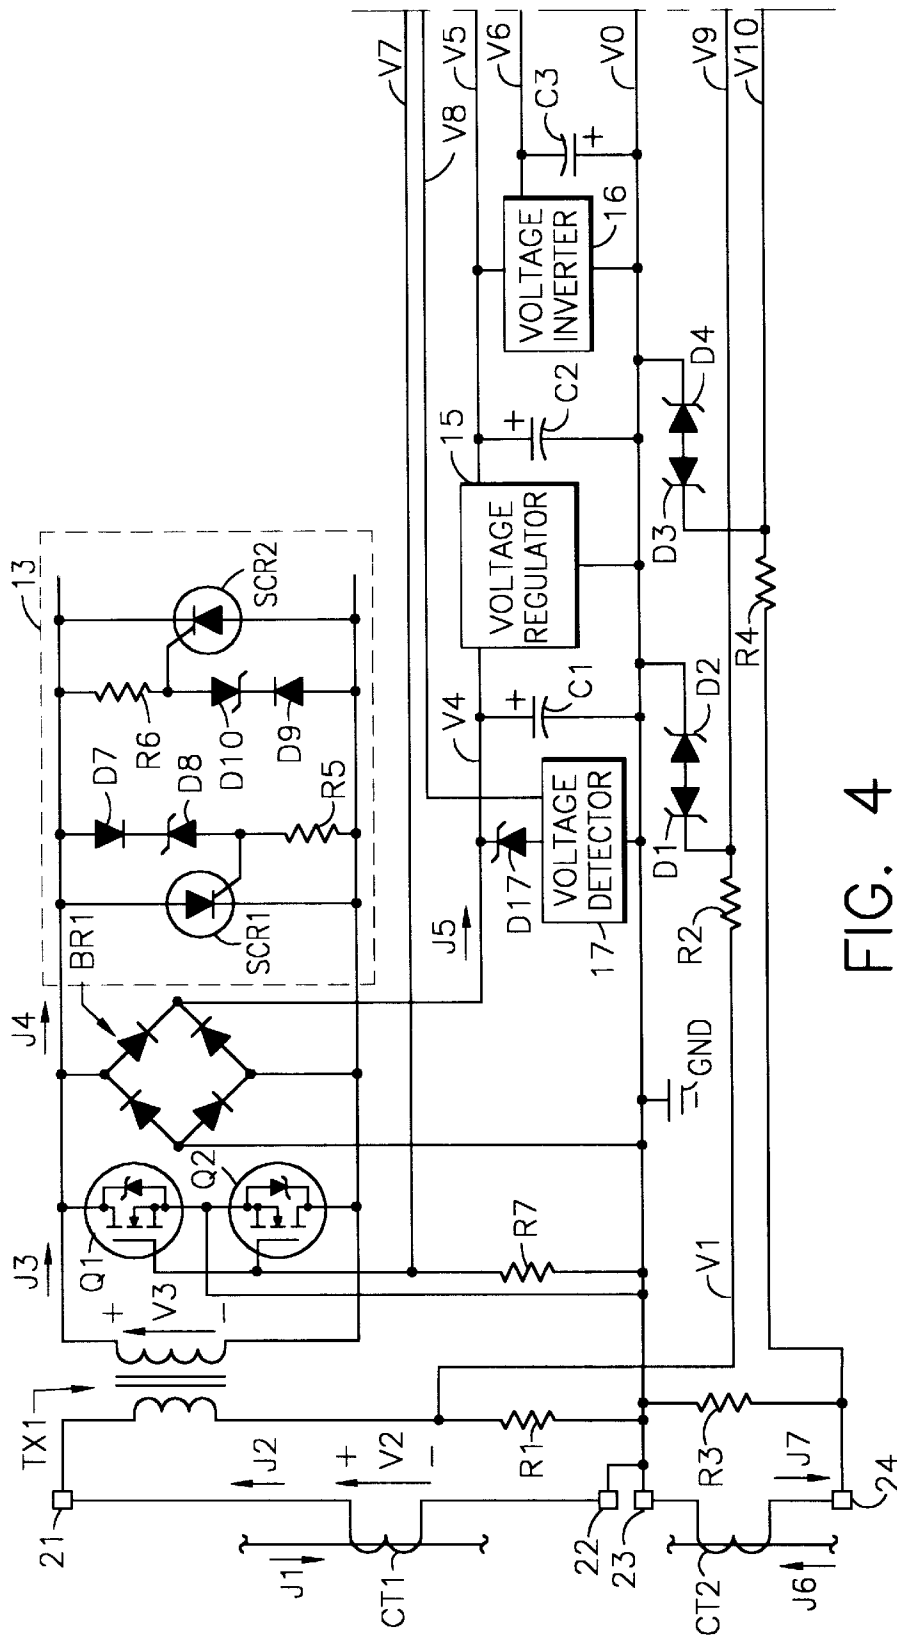 13
SCR2
R6
D10
D9
D7
D8
R5
SCR1
BR1
J4
J3
Q1
Q2
+
V3
−
TX1
21
J2
+
V2
−
J1
CT1
22
23
CT2
J6
J7
24
R1
R3
R7
V1
GND
J5
D17
VOLTAGE
DETECTOR
17
V4
+
C1
15
VOLTAGE
REGULATOR
+
C2
VOLTAGE
INVERTER
16
C3
+
V7
V8
V5
V6
V0
V9
V10
D1
D2
R2
D3
D4
R4
FIG. 4